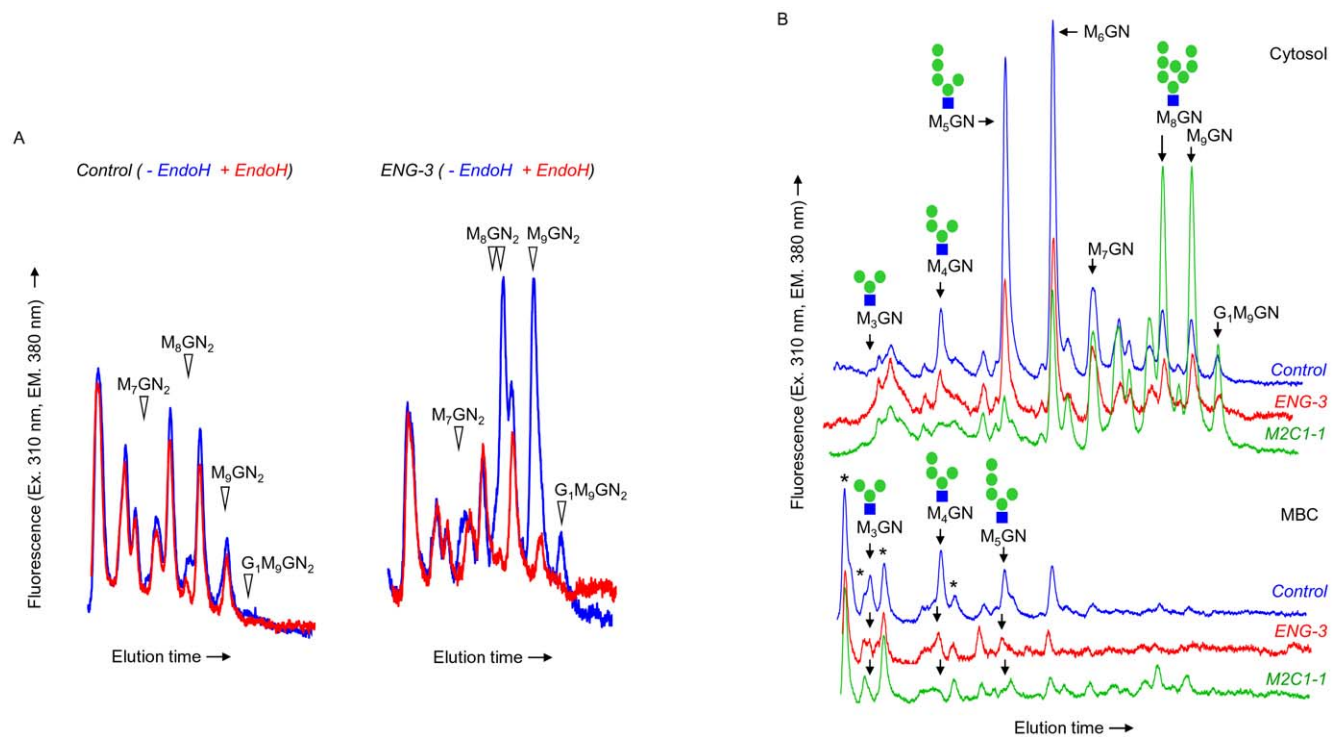 A
Control ( - EndoH + EndoH)
ENG-3 ( - EndoH + EndoH)
Fluorescence (Ex. 310 nm, EM. 380 nm) →
M₇GN₂
M₈GN₂
M₉GN₂
G₁M₉GN₂
Elution time →
M₇GN₂
M₈GN₂
M₉GN₂
G₁M₉GN₂
Elution time →
B
Cytosol
Fluorescence (Ex. 310 nm, EM. 380 nm) →
M₃GN
M₄GN
M₅GN →
← M₆GN
M₇GN
M₈GN
M₉GN
G₁M₉GN
Control
ENG-3
M2C1-1
MBC
*
*
*
*
M₃GN
M₄GN
M₅GN
Control
ENG-3
M2C1-1
Elution time →